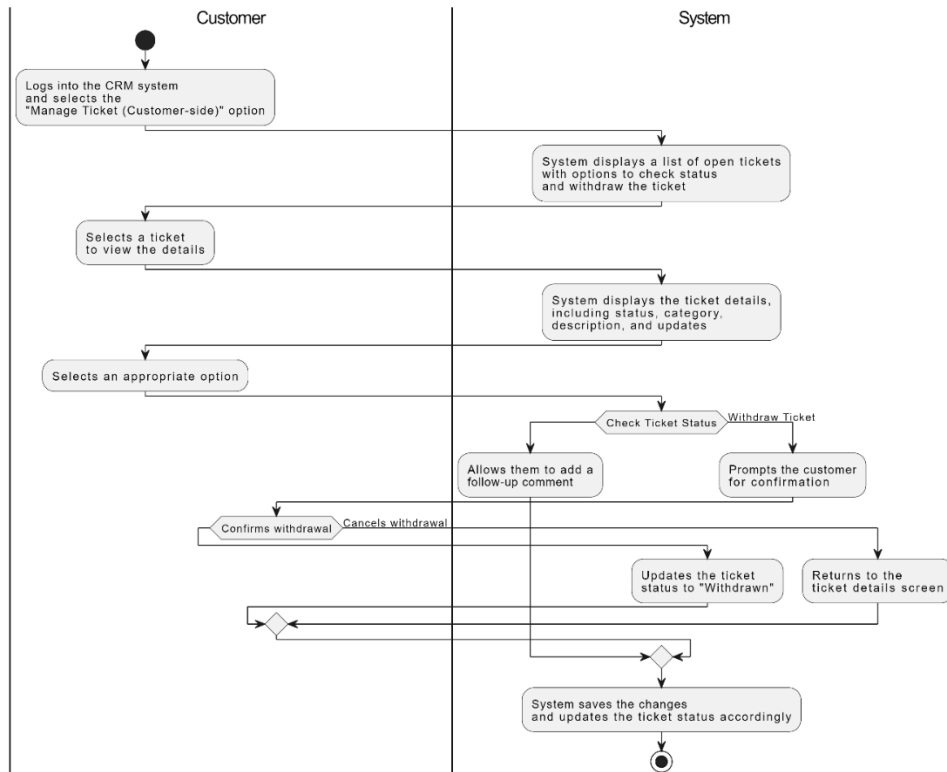 Customer
System
Logs into the CRM system
and selects the
"Manage Ticket (Customer-side)" option
System displays a list of open tickets
with options to check status
and withdraw the ticket
Selects a ticket
to view the details
System displays the ticket details,
including status, category,
description, and updates
Selects an appropriate option
Check Ticket Status
Withdraw Ticket
Allows them to add a
follow-up comment
Prompts the customer
for confirmation
Confirms withdrawal
Cancels withdrawal
Updates the ticket
status to "Withdrawn"
Returns to the
ticket details screen
System saves the changes
and updates the ticket status accordingly